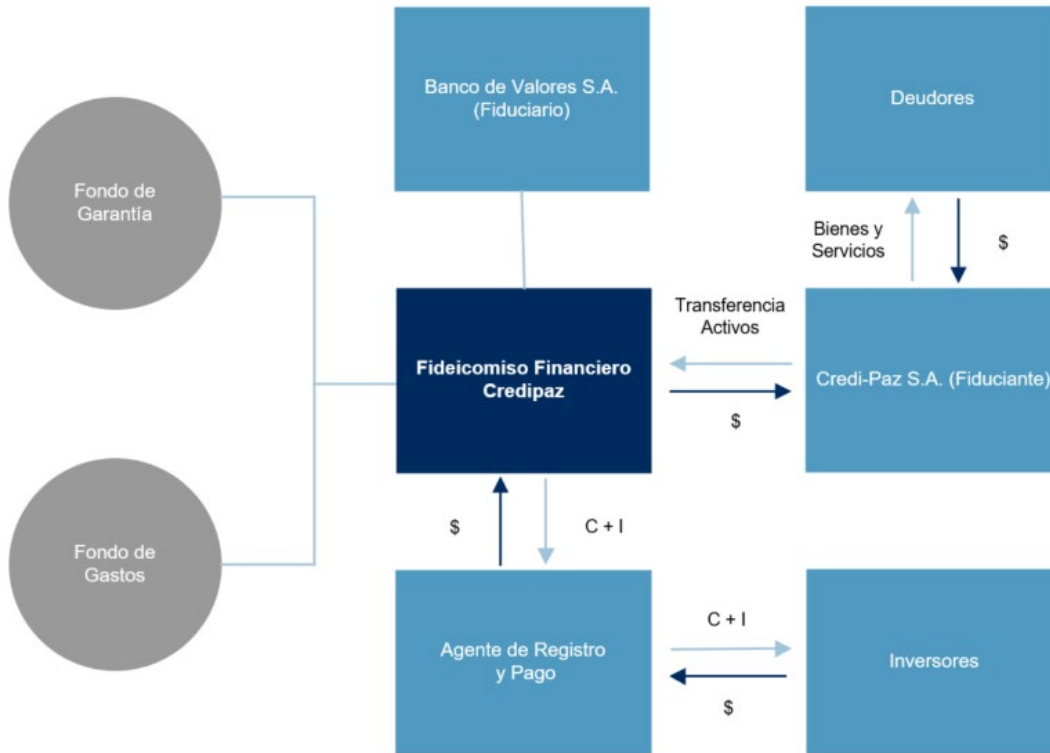 Banco de Valores S.A.
(Fiduciario)
Deudores
Fondo de
Garantía
Bienes y
Servicios
$
Transferencia
Activos
Fideicomiso Financiero
Credipaz
Credi-Paz S.A. (Fiduciante)
$
$
C + I
Fondo de
Gastos
Agente de Registro
y Pago
C + I
$
Inversores